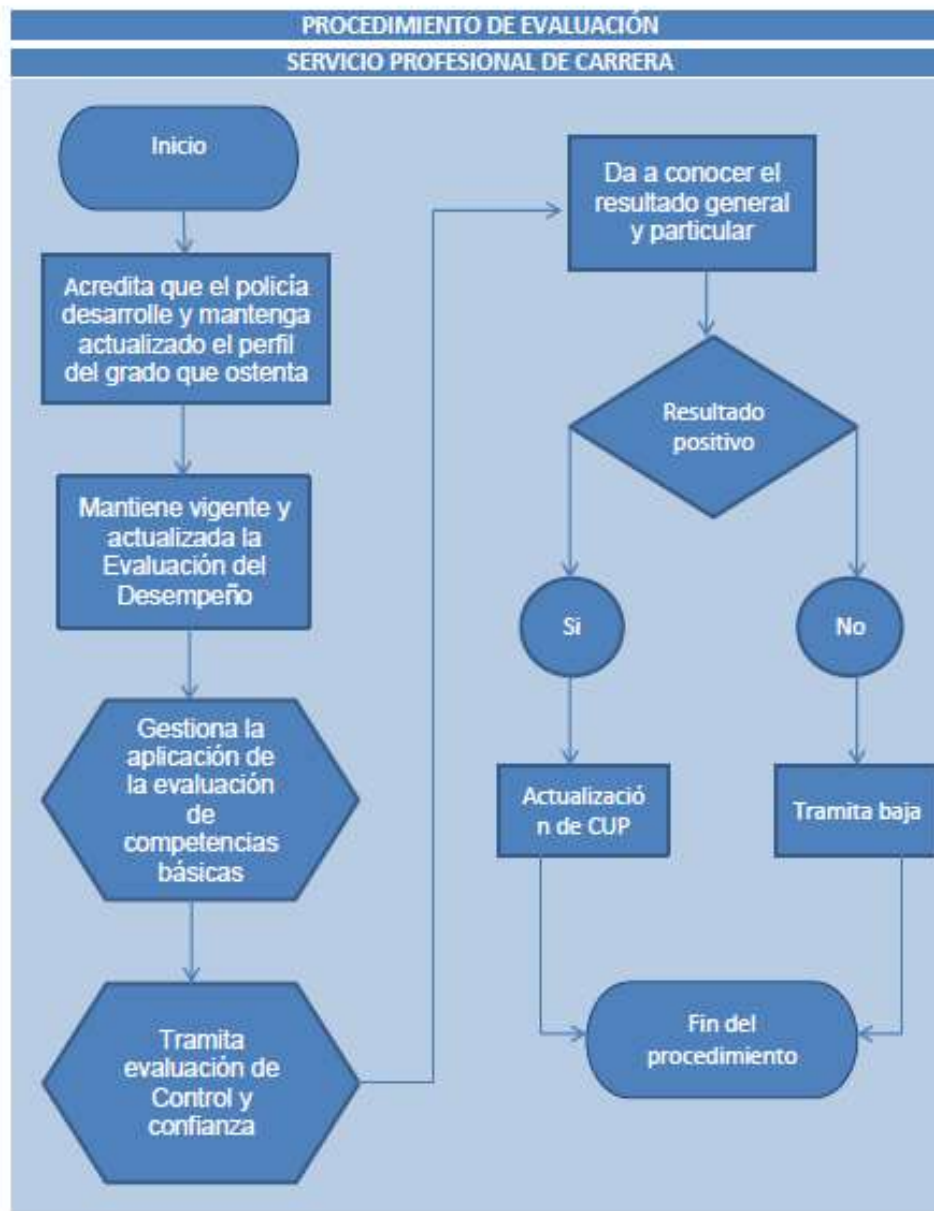 PROCEDIMIENTO DE EVALUACIÓN
SERVICIO PROFESIONAL DE CARRERA
Inicio
Acredita que el policía
desarrolle y mantenga
actualizado el perfil
del grado que ostenta
Mantiene vigente y
actualizada la
Evaluación del
Desempeño
Gestiona la
aplicación de
la evaluación
de
competencias
básicas
Tramita
evaluación de
Control y
confianza
Da a conocer el
resultado general
y particular
Resultado
positivo
Si
No
Actualizació
n de CUP
Tramita baja
Fin del
procedimiento